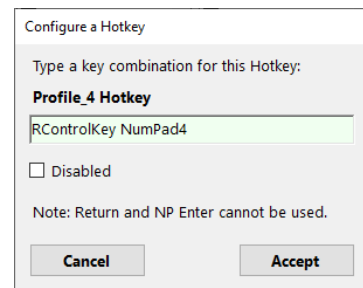 Configure a Hotkey
Type a key combination for this Hotkey:
Profile_4 Hotkey
RControlKey NumPad4
Disabled
Note: Return and NP Enter cannot be used.
Cancel
Accept